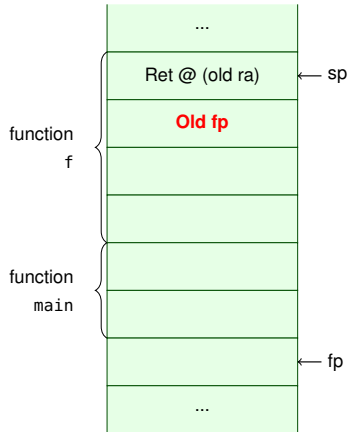 ...
Ret @ (old ra)
sp
Old fp
function
f
function
main
fp
...